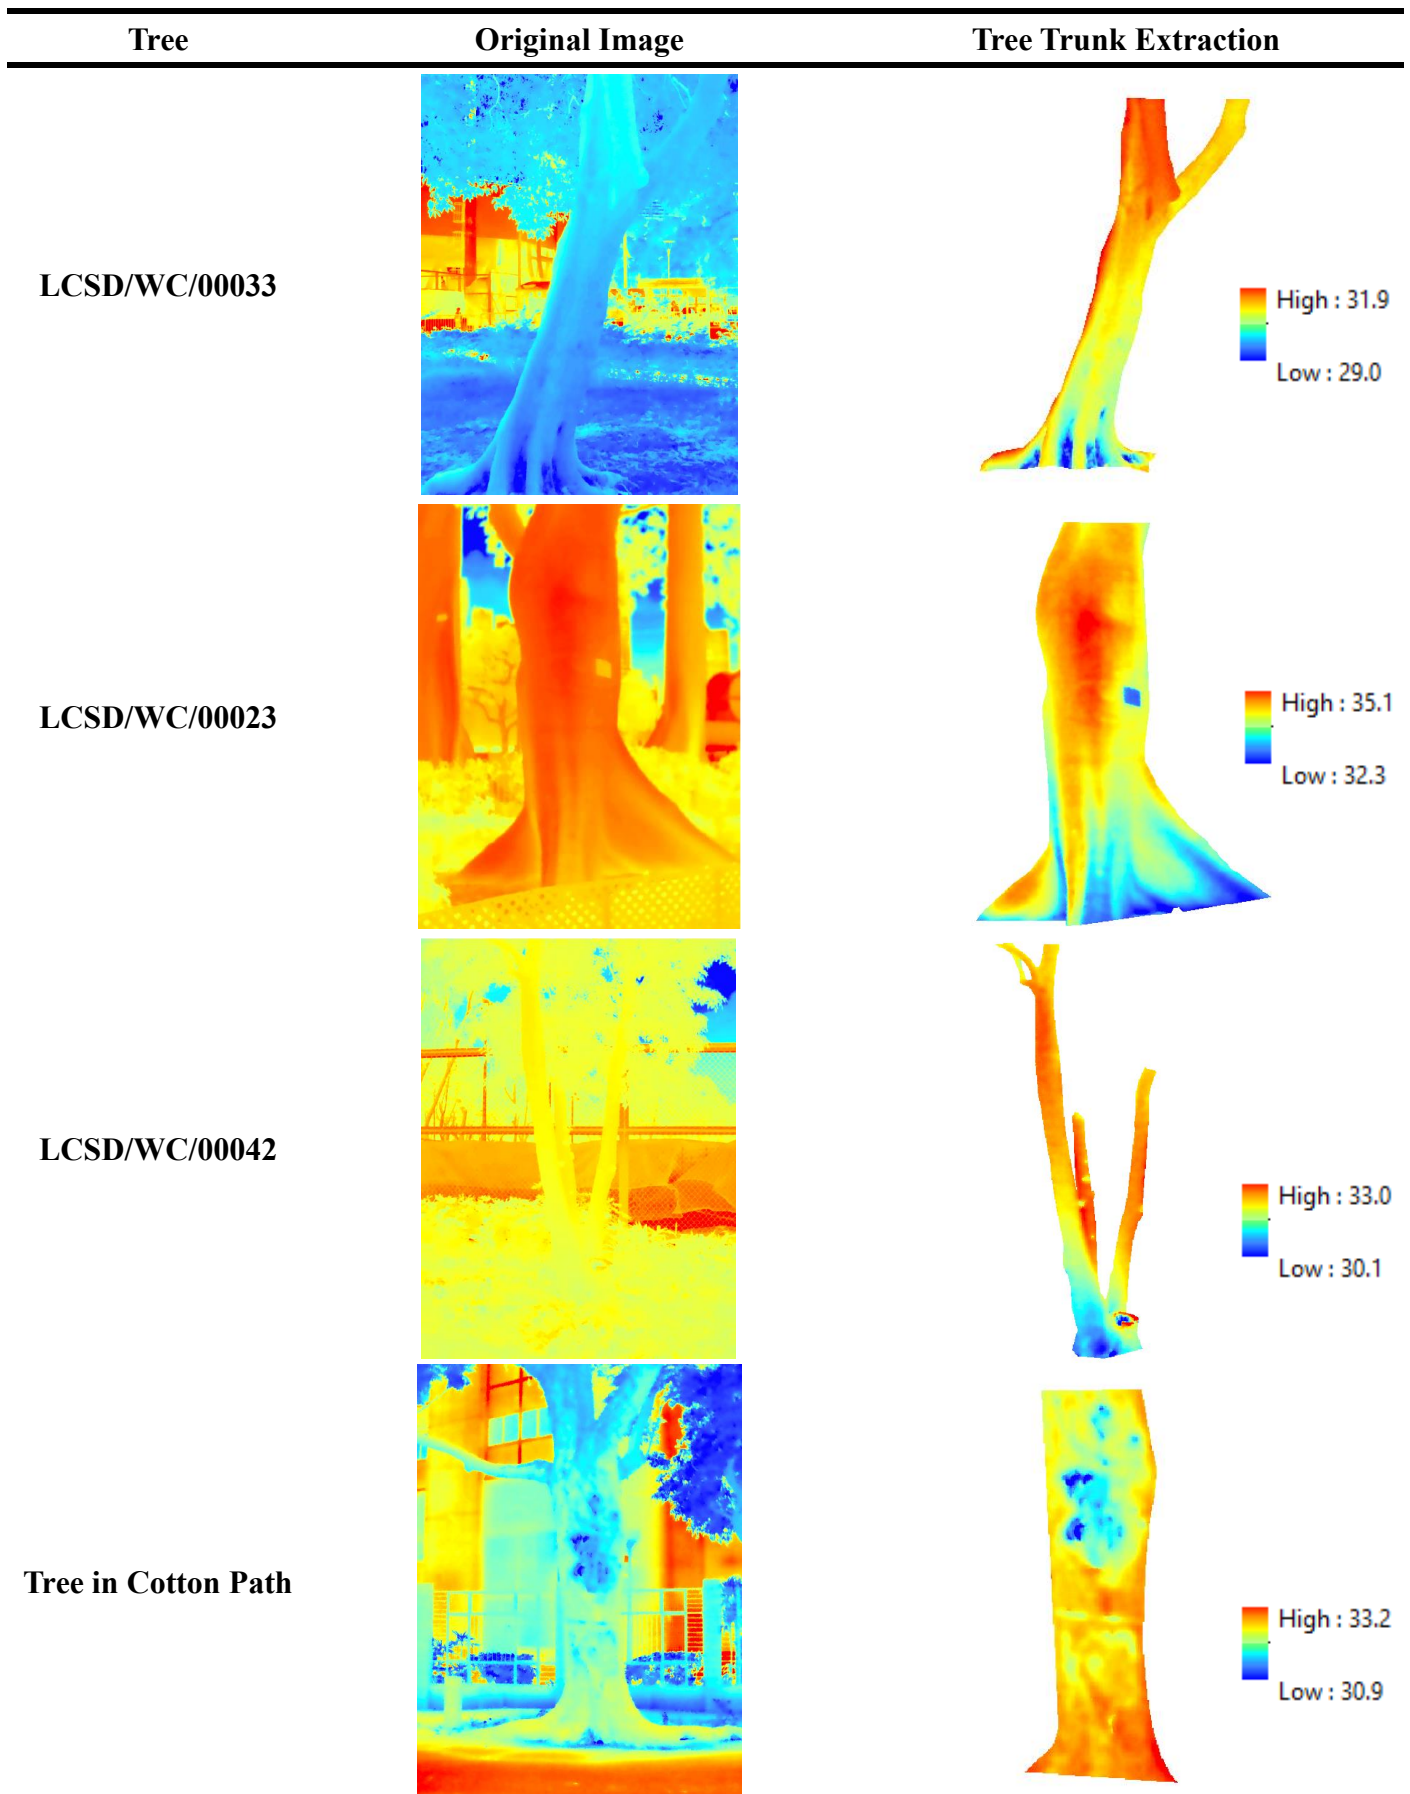 Tree Original Image Tree Trunk Extraction
LCSD/WC/00033
High : 31.9
Low : 29.0
LCSD/WC/00023
High : 35.1
Low : 32.3
LCSD/WC/00042
High : 33.0
Low : 30.1
Tree in Cotton Path
High : 33.2
Low : 30.9